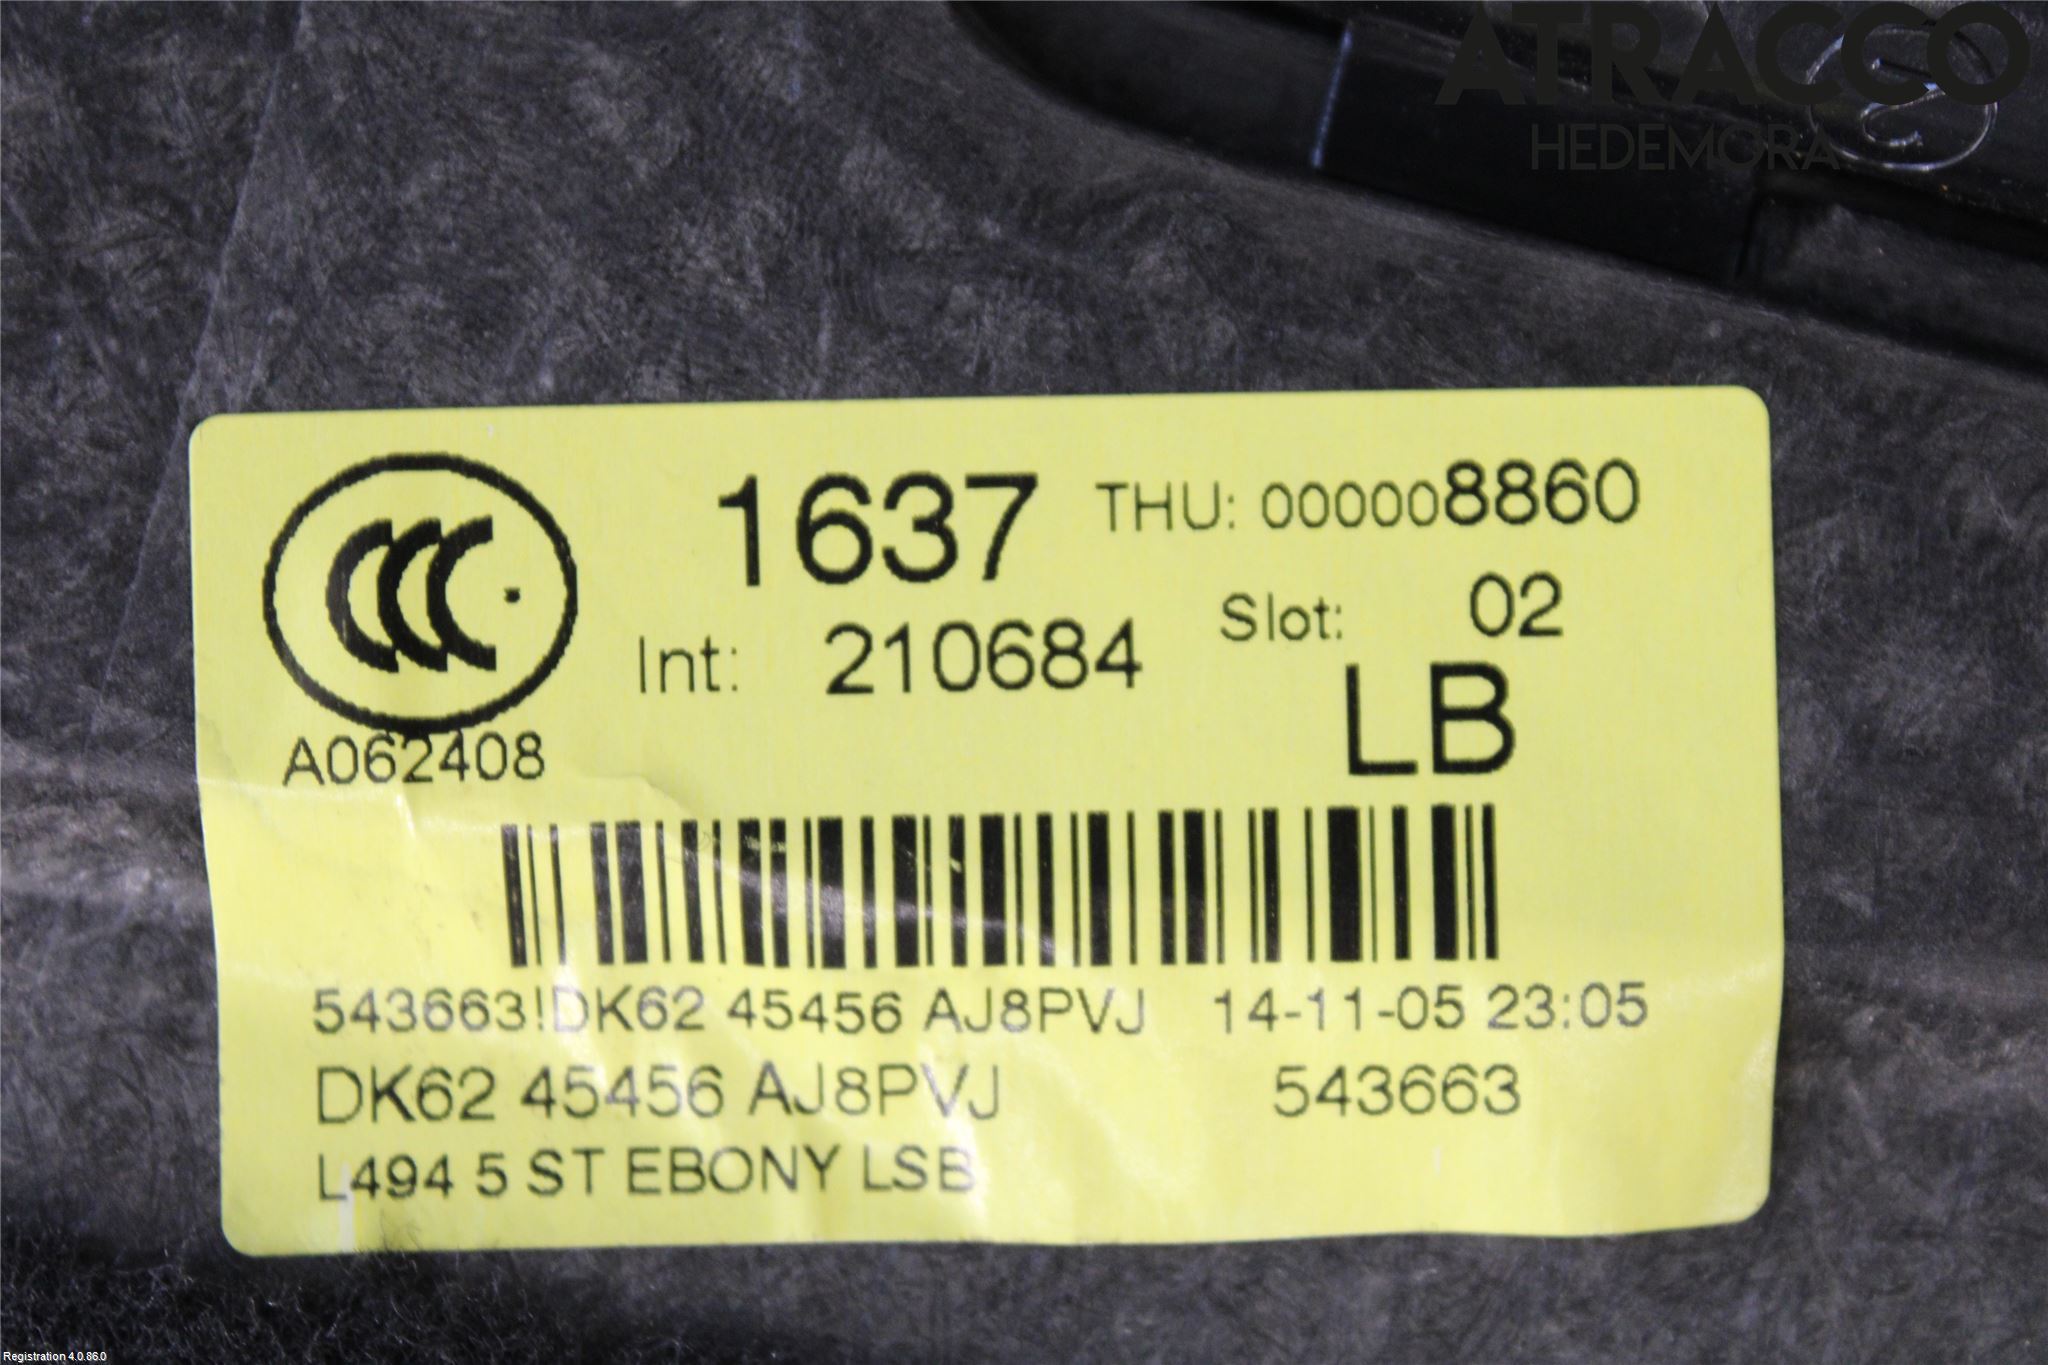 ATRACCO
HEDEMORA
1637 THU: 000008860
Int: 210684 Slot: 02
LB
A062408
543663!DK62 45456 AJ8PVJ 14-11-05 23:05
DK62 45456 AJ8PVJ 543663
L494 5 ST EBONY LSB
Registration 4.0.86.0